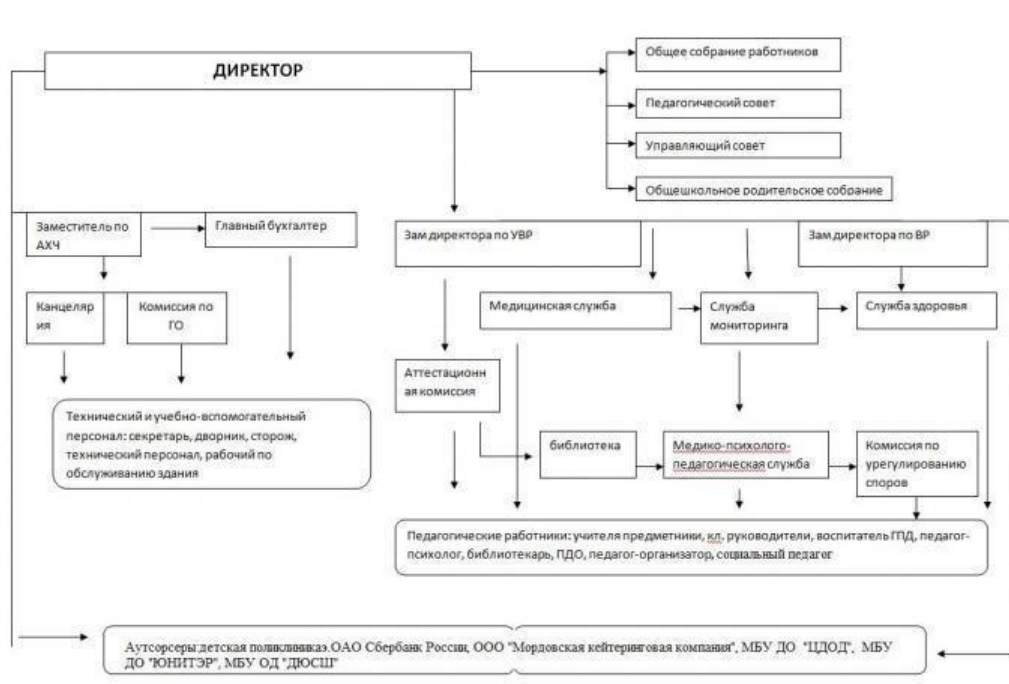 ДИРЕКТОР
Общее собрание работников
Педагогический совет
Управляющий совет
Общешкольное родительское собрание
Заместитель по
АХЧ
Главный бухгалтер
Зам директора по УВР
Зам директора по ВР
Канцеляр
ия
Комиссия по
ГО
Медицинская служба
Служба
мониторинга
Служба здоровья
Аттестационн
ая комиссия
Технический и учебно-вспомогательный
персонал: секретарь, дворник, сторож,
технический персонал, рабочий по
обслуживанию здания
библиотека
Медико-психолого-
педагогическая служба
Комиссия по
урегулированию
споров
Педагогические работники: учителя предметники, кл. руководители, воспитатель ГПД, педагог-
психолог, библиотекарь, ПДО, педагог-организатор, социальный педагог
Аутсорсеры:детская поликлиникаэ.ОАО Сбербанк России, ООО "Мордовская кейтеринговая компания", МБУ ДО "ЦДОД", МБУ
ДО "ЮНИТЭР", МБУ ОД "ДЮСШ"